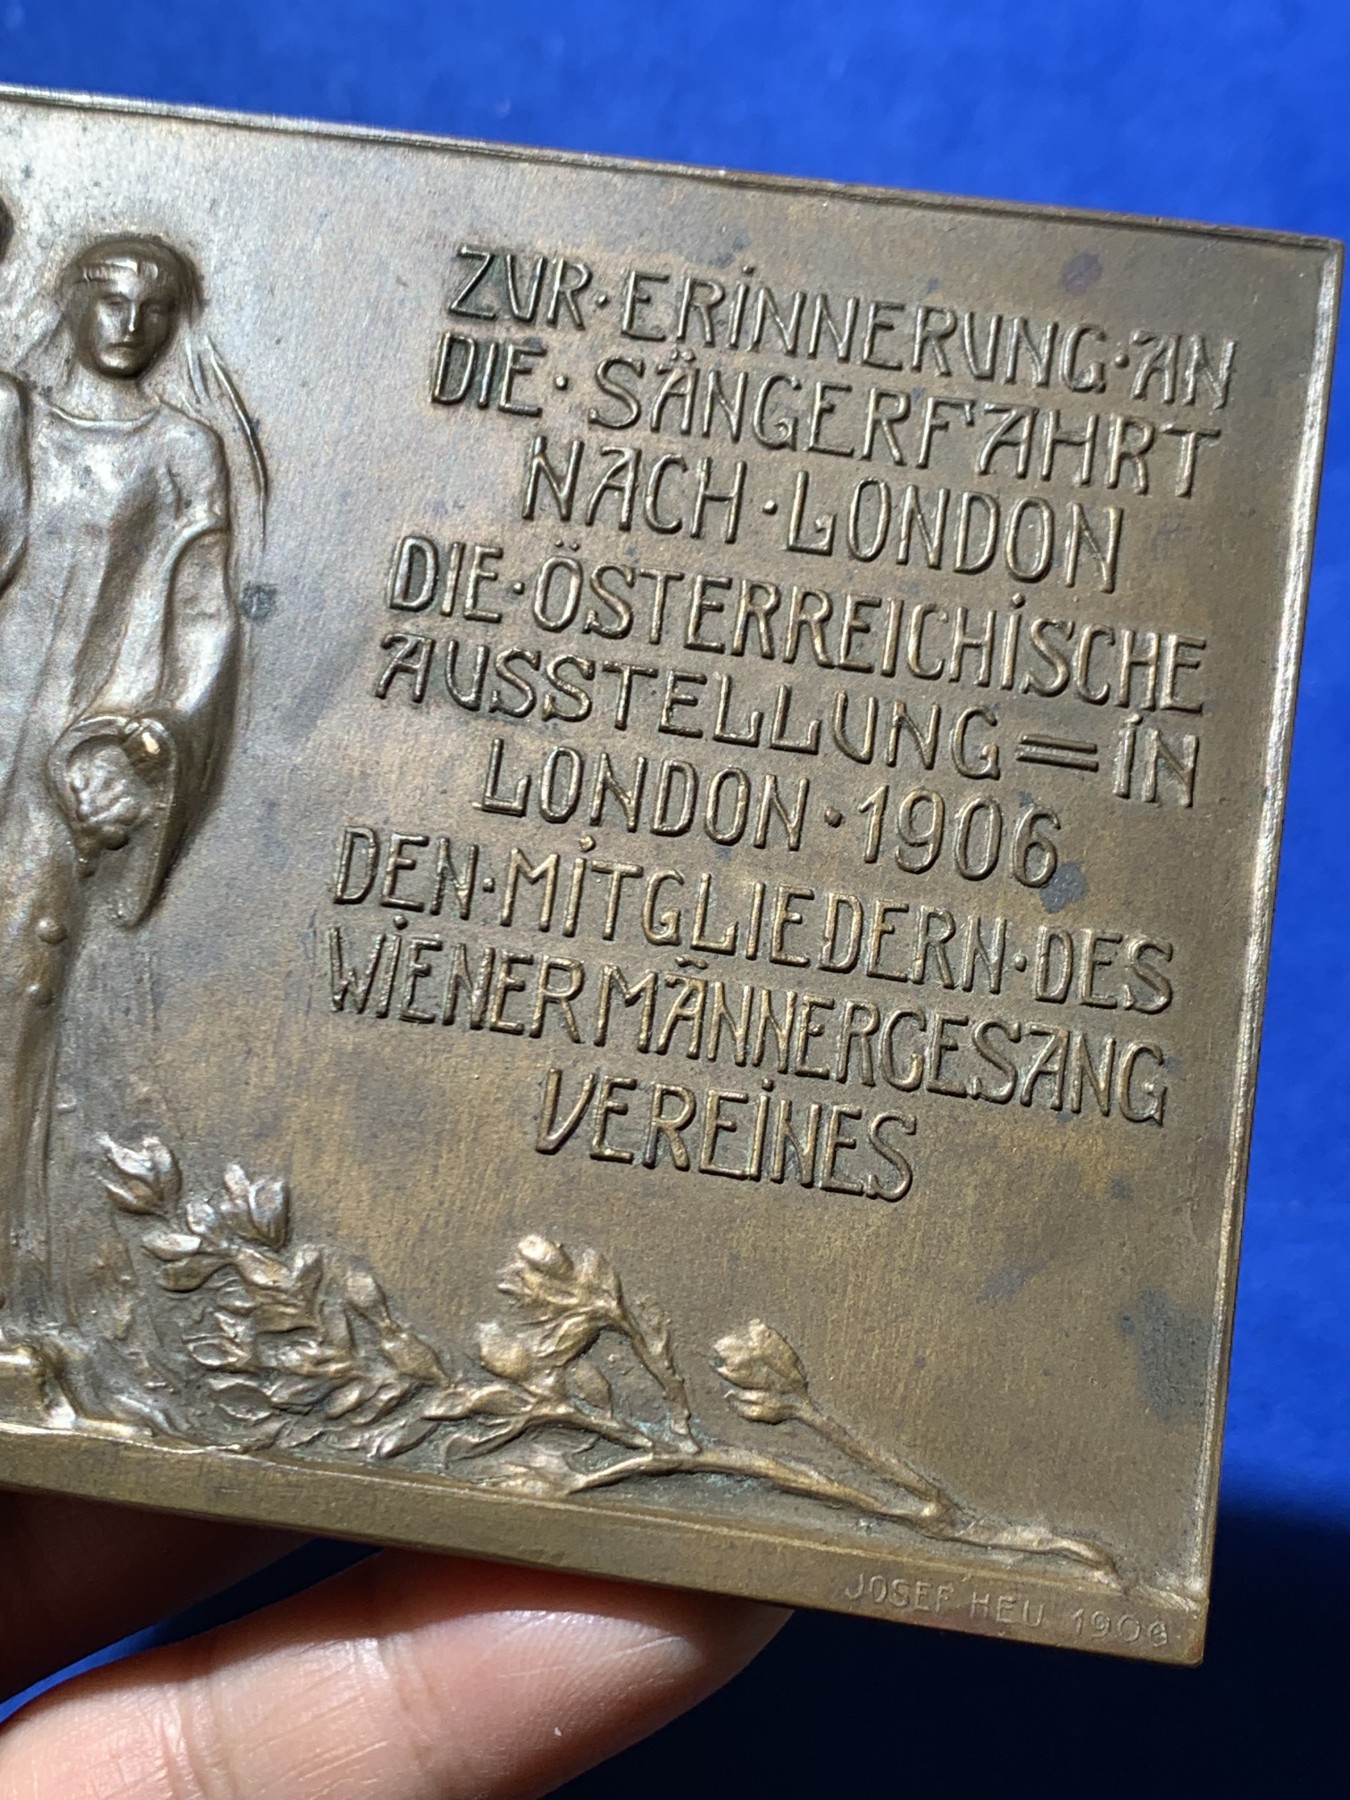 ZUR·ERINNERUNG·AN
DIE·SÄNGERFAHRT
NACH·LONDON
DIE·ÖSTERREICHISCHE
AUSSTELLUNG=IN
LONDON·1906
DEN·MITGLIEDERN·DES
WIENER MÄNNERGESANG
VEREINES
JOSEF HEU 1906